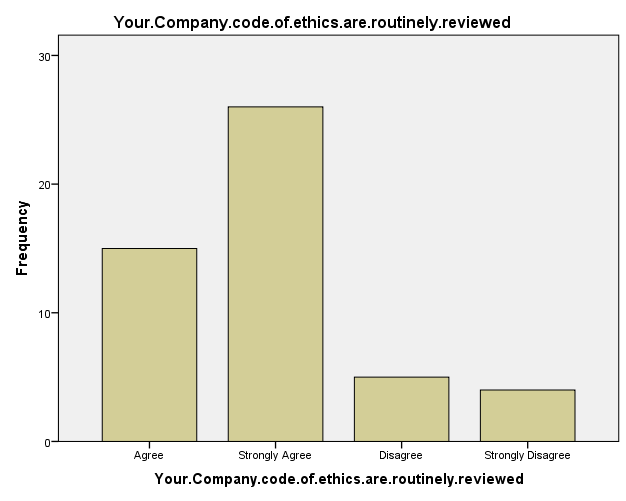 Your.Company.code.of.ethics.are.routinely.reviewed
30
20
10
0
Frequency
Agree
Strongly Agree
Disagree
Strongly Disagree
Your.Company.code.of.ethics.are.routinely.reviewed